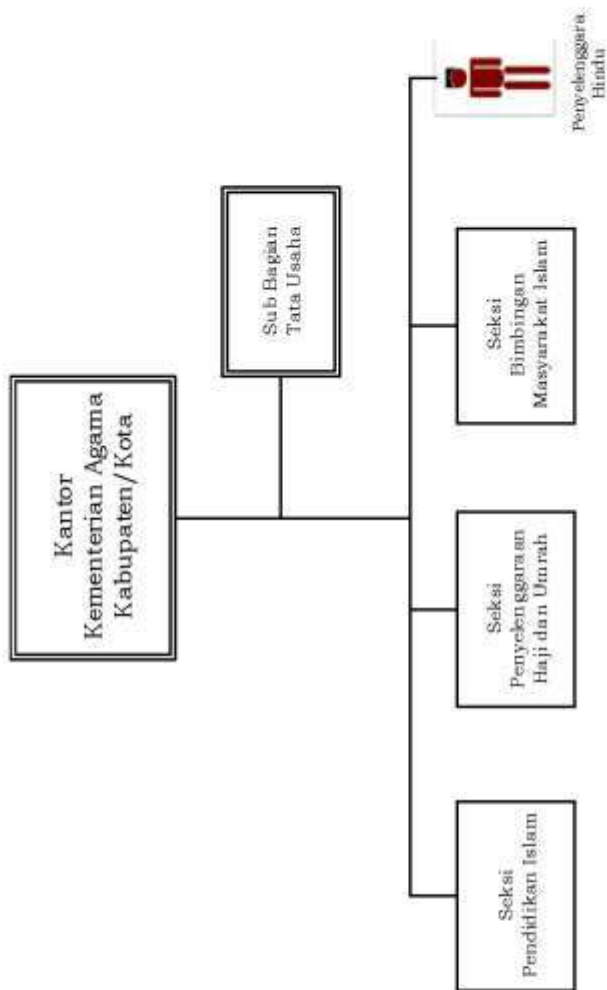 Kantor
Kementerian Agama
Kabupaten/Kota
Sub Bagian
Tata Usaha
Seksi
Pendidikan Islam
Seksi
Penyelenggaraan
Haji dan Umrah
Seksi
Bimbingan
Masyarakat Islam
Penyelenggara
Hindu